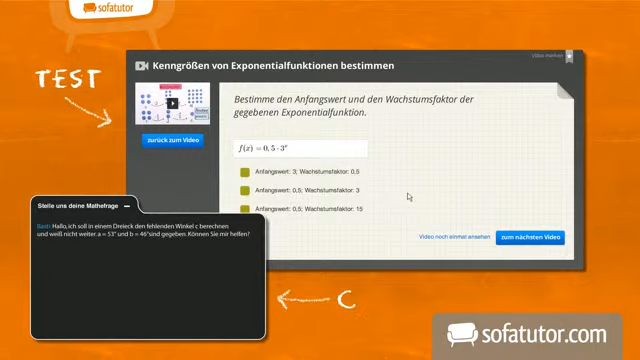 sofatutor
Video merken
Kenngrößen von Exponentialfunktionen bestimmen
TEST
Bestimme den Anfangswert und den Wachstumsfaktor der
gegebenen Exponentialfunktion.
zurück zum Video
f(x) = 0, 5 · 3ˣ
Anfangswert: 3; Wachstumsfaktor: 0,5
Anfangswert: 0,5; Wachstumsfaktor: 3
Anfangswert: 0,5; Wachstumsfaktor: 15
Video noch einmal ansehen
zum nächsten Video
Stelle uns deine Mathefrage
Hallo, ich soll in einem Dreieck den fehlenden Winkel c berechnen
und weiß nicht weiter. a = 53° und b = 46° sind gegeben. Können Sie mir helfen?
C
sofatutor.com